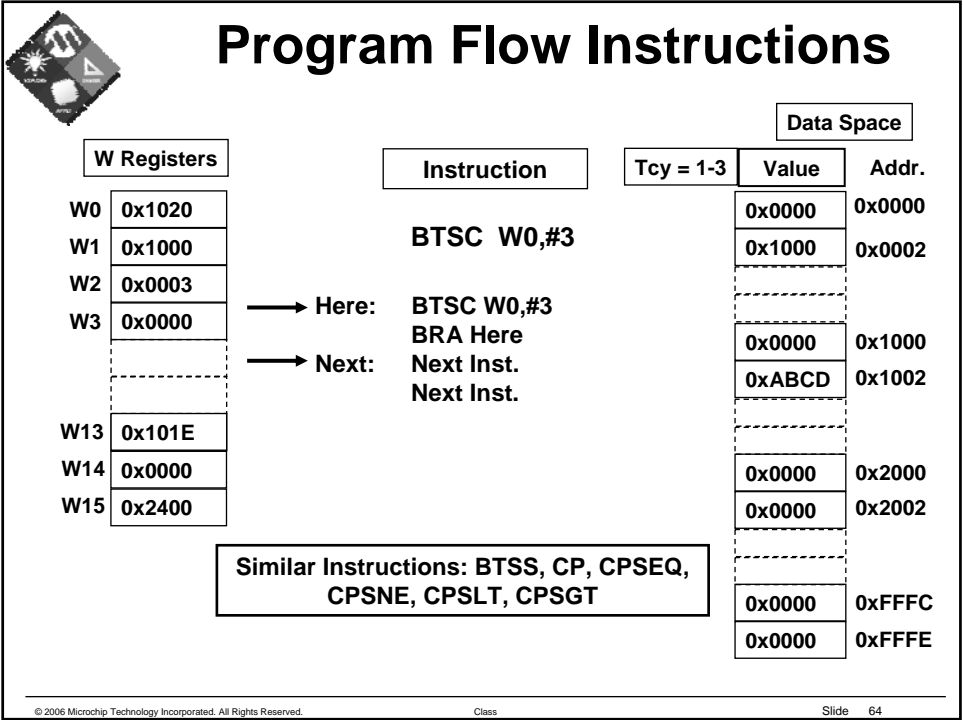 Program Flow Instructions
Data Space
W Registers
Instruction
Tcy = 1-3 Value Addr.
W0 0x1020
W1 0x1000
W2 0x0003
W3 0x0000
W13 0x101E
W14 0x0000
W15 0x2400
BTSC W0,#3
Here: BTSC W0,#3
BRA Here
Next: Next Inst.
Next Inst.
0x0000 0x0000
0x1000 0x0002
0x0000 0x1000
0xABCD 0x1002
0x0000 0x2000
0x0000 0x2002
0x0000 0xFFFC
0x0000 0xFFFE
Similar Instructions: BTSS, CP, CPSEQ,
CPSNE, CPSLT, CPSGT
© 2006 Microchip Technology Incorporated. All Rights Reserved. Class Slide 64